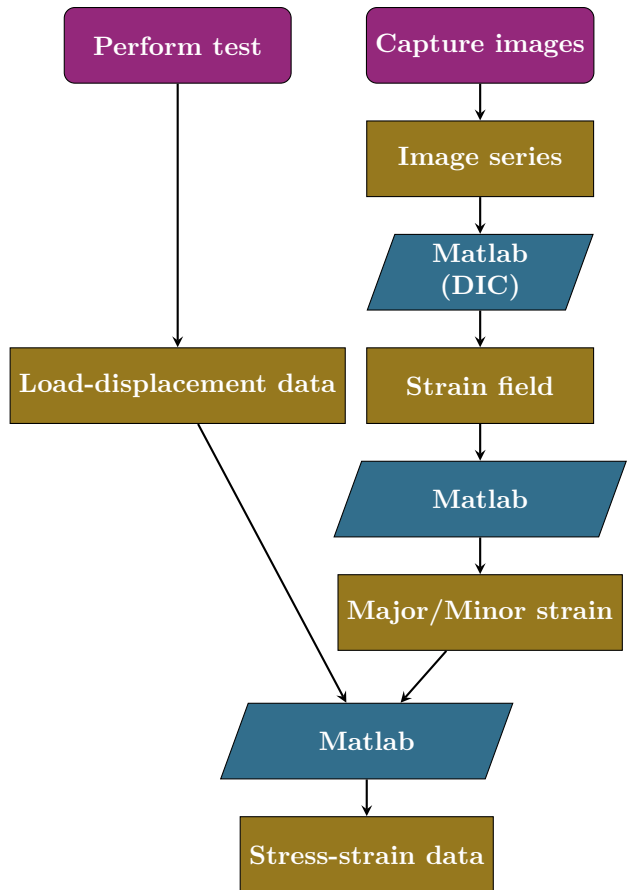 Perform test
Capture images
Image series
Matlab
(DIC)
Load-displacement data
Strain field
Matlab
Major/Minor strain
Matlab
Stress-strain data